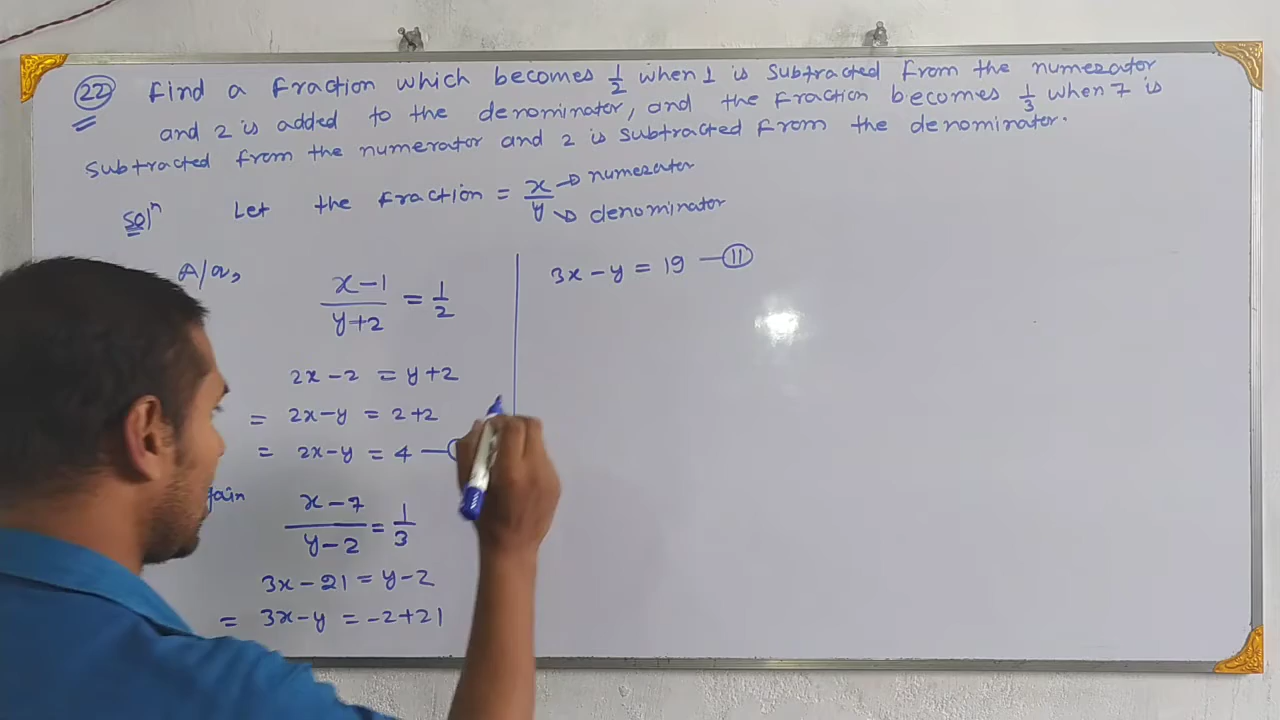 22 Find a fraction which becomes 1/2 when 1 is subtracted from the numerator
and 2 is added to the denominator, and the fraction becomes 1/3 when 7 is
subtracted from the numerator and 2 is subtracted from the denominator.
Solⁿ Let the fraction = x/y → numerator
→ denominator
A/Q,
(x-1)/(y+2) = 1/2
2x-2 = y+2
= 2x-y = 2+2
= 2x-y = 4 —
(x-7)/(y-2) = 1/3
3x-21 = y-2
= 3x-y = -2+21
3x-y = 19 — 11